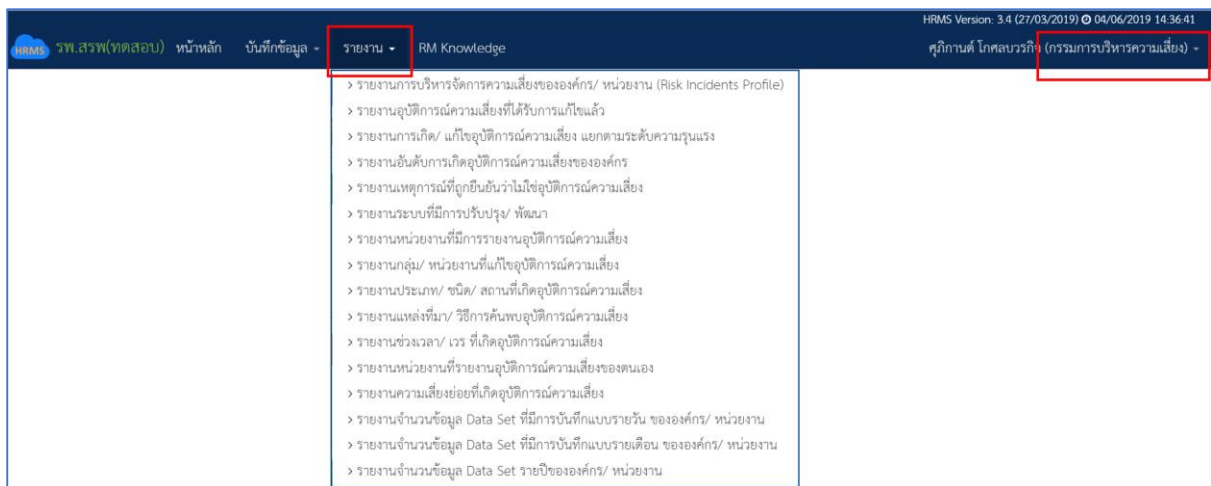 HRMS Version: 3.4 (27/03/2019) 04/06/2019 14:36:41
HRMS รพ.สรพ(ทดสอบ) หน้าหลัก บันทึกข้อมูล รายงาน RM Knowledge ศุภิกานต์ โกศลบวรกิจ (กรรมการบริหารความเสี่ยง)
> รายงานการบริหารจัดการความเสี่ยงขององค์กร/ หน่วยงาน (Risk Incidents Profile)
> รายงานอุบัติการณ์ความเสี่ยงที่ได้รับการแก้ไขแล้ว
> รายงานการเกิด/ แก้ไขอุบัติการณ์ความเสี่ยง แยกตามระดับความรุนแรง
> รายงานอันดับการเกิดอุบัติการณ์ความเสี่ยงขององค์กร
> รายงานเหตุการณ์ที่ถูกยืนยันว่าไม่ใช่อุบัติการณ์ความเสี่ยง
> รายงานระบบที่มีการปรับปรุง/ พัฒนา
> รายงานหน่วยงานที่มีการรายงานอุบัติการณ์ความเสี่ยง
> รายงานกลุ่ม/ หน่วยงานที่แก้ไขอุบัติการณ์ความเสี่ยง
> รายงานประเภท/ ชนิด/ สถานที่เกิดอุบัติการณ์ความเสี่ยง
> รายงานแหล่งที่มา/ วิธีการค้นพบอุบัติการณ์ความเสี่ยง
> รายงานช่วงเวลา/ เวร ที่เกิดอุบัติการณ์ความเสี่ยง
> รายงานหน่วยงานที่รายงานอุบัติการณ์ความเสี่ยงของตนเอง
> รายงานความเสี่ยงย่อยที่เกิดอุบัติการณ์ความเสี่ยง
> รายงานจำนวนข้อมูล Data Set ที่มีการบันทึกแบบรายวัน ขององค์กร/ หน่วยงาน
> รายงานจำนวนข้อมูล Data Set ที่มีการบันทึกแบบรายเดือน ขององค์กร/ หน่วยงาน
> รายงานจำนวนข้อมูล Data Set รายปีขององค์กร/ หน่วยงาน